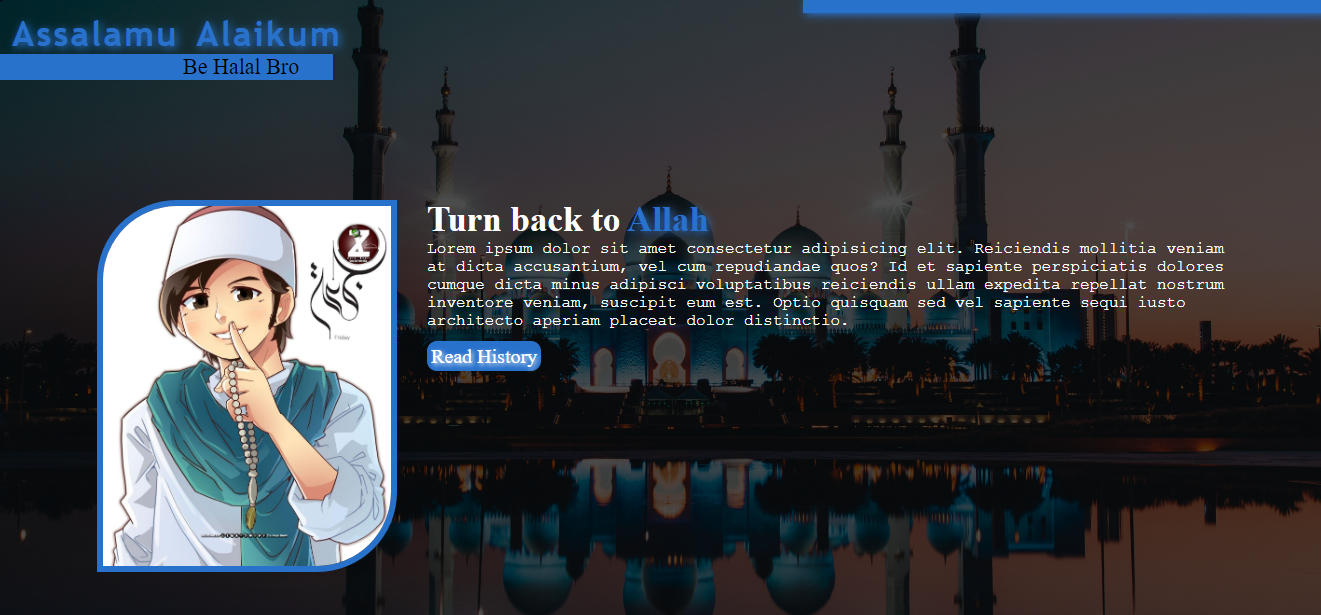 Assalamu Alaikum
Be Halal Bro
Turn back to Allah
Lorem ipsum dolor sit amet consectetur adipisicing elit. Reiciendis mollitia veniam
at dicta accusantium, vel cum repudiandae quos? Id et sapiente perspiciatis dolores
cumque dicta minus adipisci voluptatibus reiciendis ullam expedita repellat nostrum
inventore veniam, suscipit eum est. Optio quisquam sed vel sapiente sequi iusto
architecto aperiam placeat dolor distinctio.
Read History
Friday